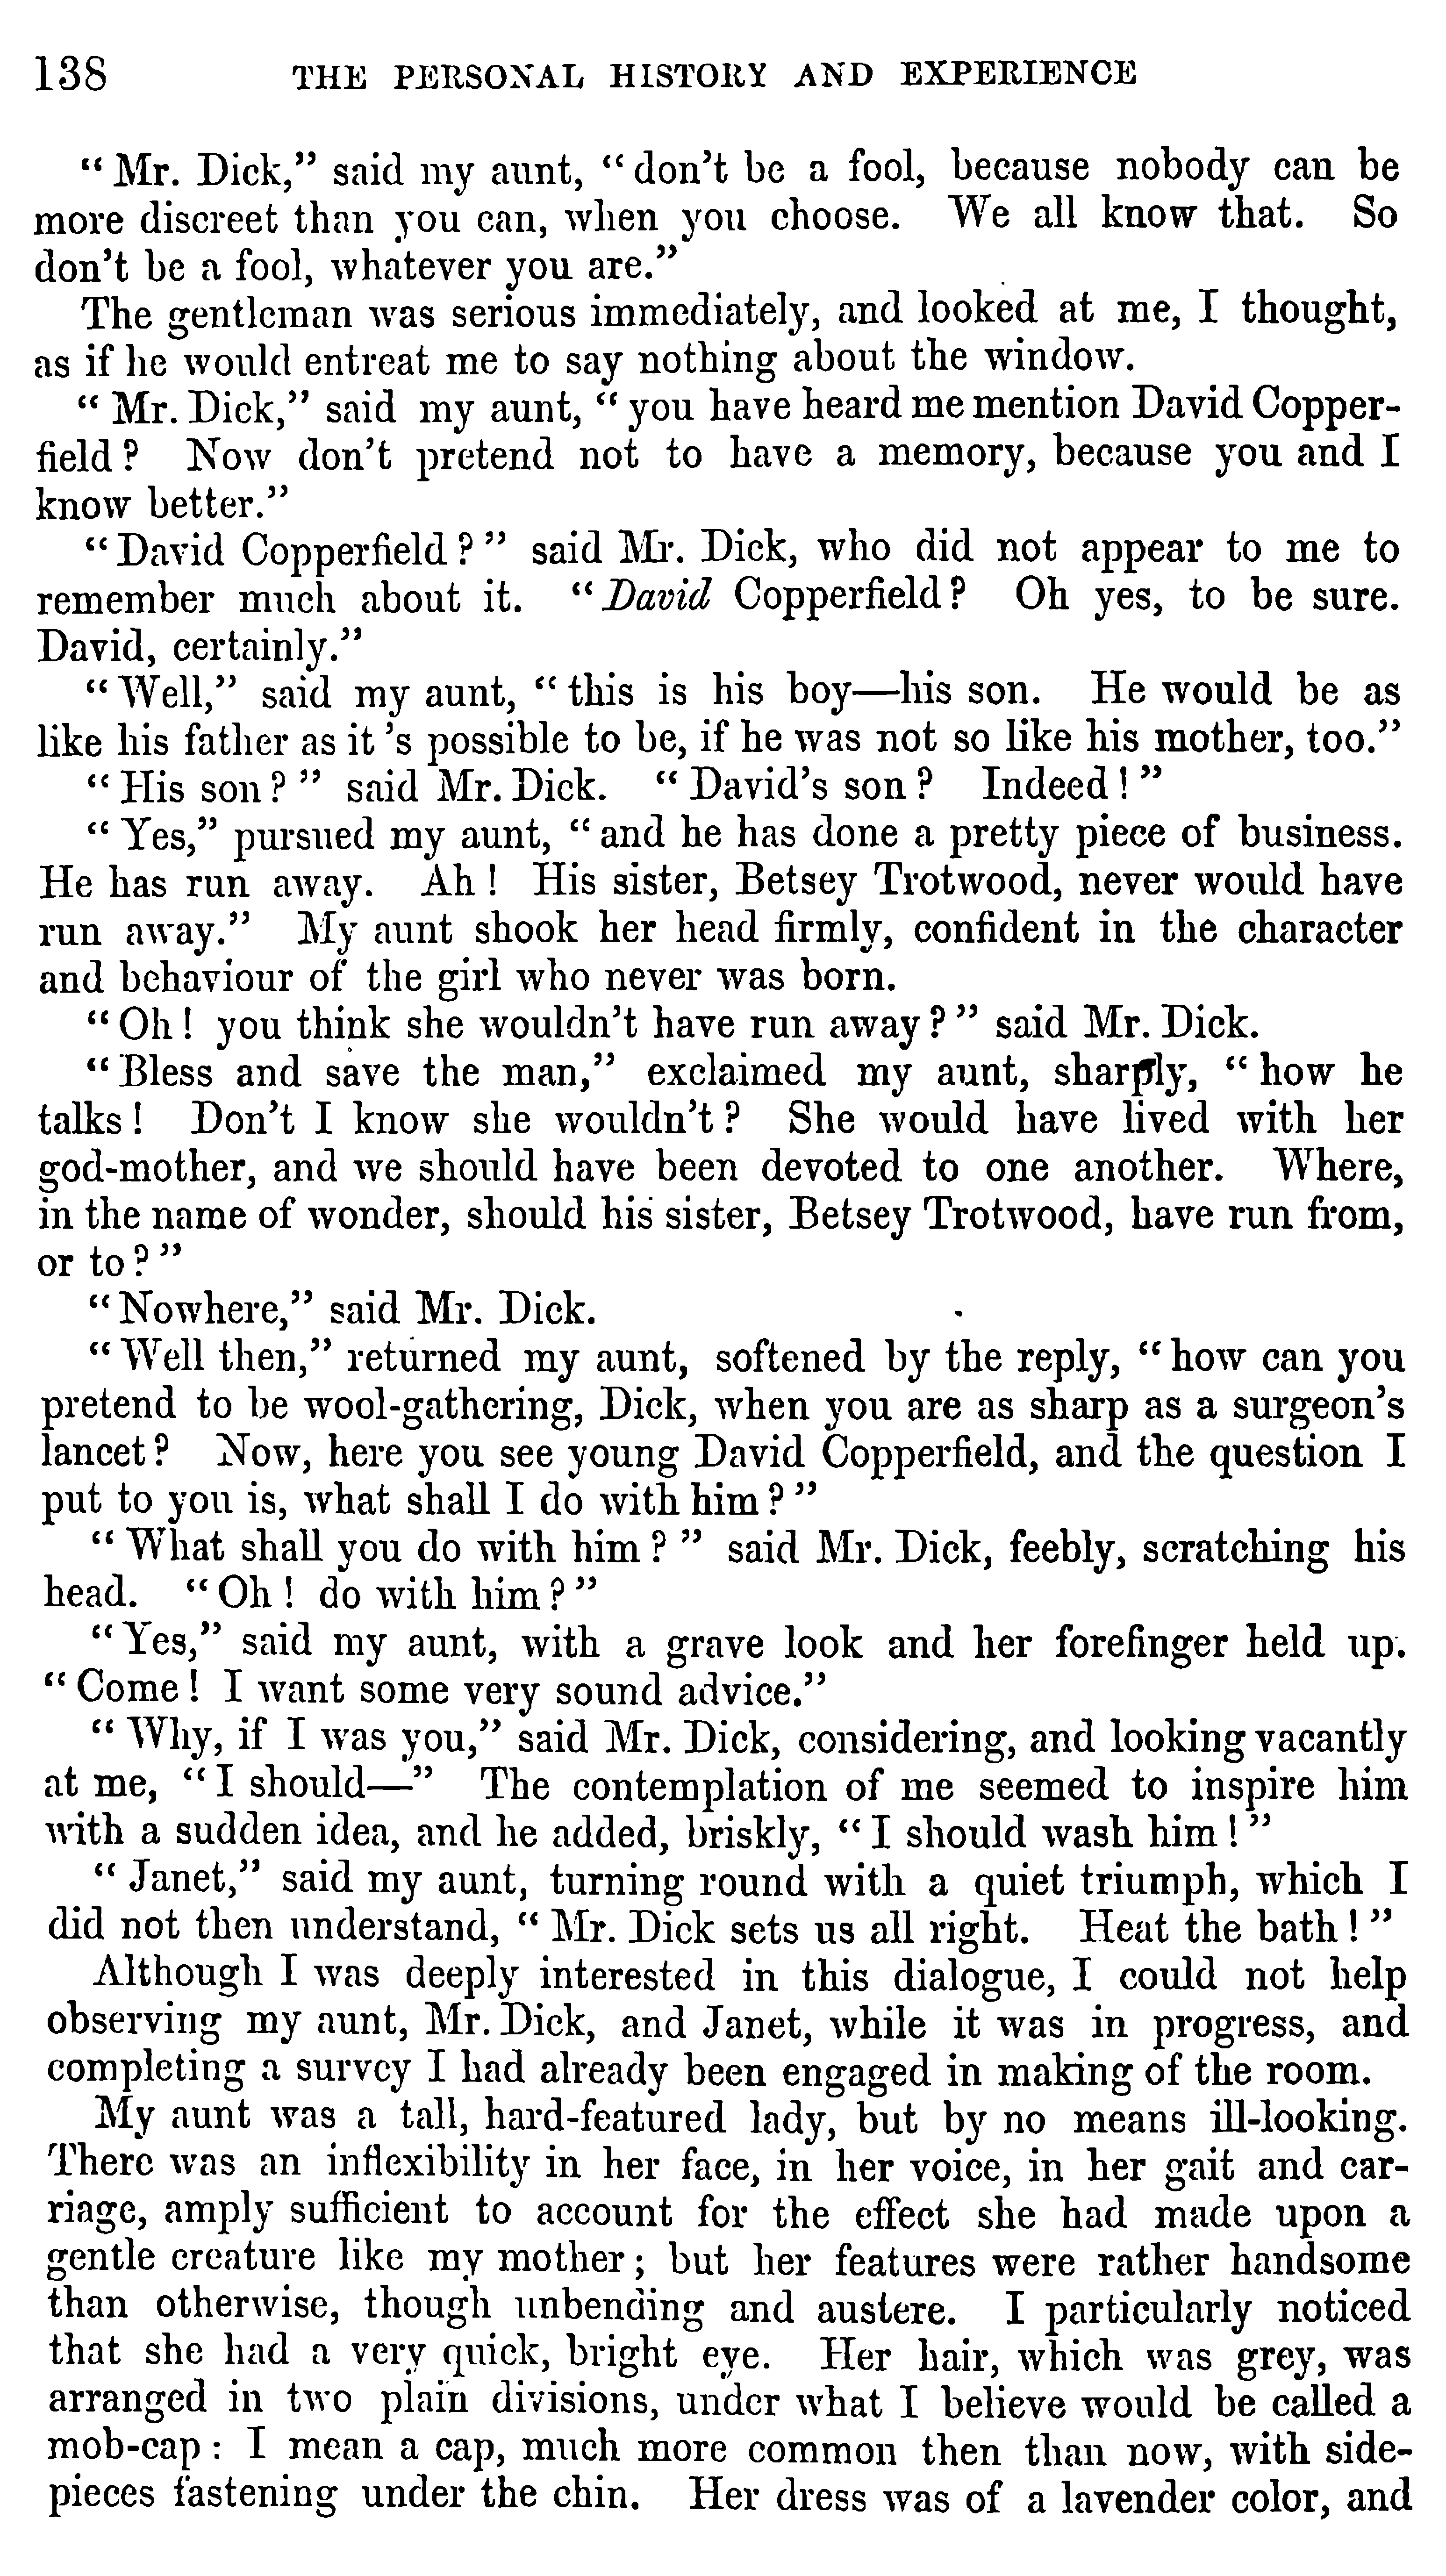 138 THE PERSONAL HISTORY AND EXPERIENCE
“Mr. Dick,” said my aunt, “don't be a fool, because nobody can be
more discreet than you can, when you choose. We all know that. So
don't be a fool, whatever you are.”
The gentleman was serious immediately, and looked at me, I thought,
as if he would entreat me to say nothing about the window.
“Mr. Dick,” said my aunt, “you have heard me mention David Copper-
field? Now don't pretend not to have a memory, because you and I
know better.”
“David Copperfield?” said Mr. Dick, who did not appear to me to
remember much about it. “David Copperfield? Oh yes, to be sure.
David, certainly.”
“Well,” said my aunt, “this is his boy—his son. He would be as
like his father as it 's possible to be, if he was not so like his mother, too.”
“His son?” said Mr. Dick. “David's son? Indeed!”
“Yes,” pursued my aunt, “and he has done a pretty piece of business.
He has run away. Ah! His sister, Betsey Trotwood, never would have
run away.” My aunt shook her head firmly, confident in the character
and behaviour of the girl who never was born.
“Oh! you think she wouldn't have run away?” said Mr. Dick.
“Bless and save the man,” exclaimed my aunt, sharply, “how he
talks! Don't I know she wouldn't? She would have lived with her
god-mother, and we should have been devoted to one another. Where,
in the name of wonder, should his sister, Betsey Trotwood, have run from,
or to?”
“Nowhere,” said Mr. Dick.
“Well then,” returned my aunt, softened by the reply, “how can you
pretend to be wool-gathering, Dick, when you are as sharp as a surgeon's
lancet? Now, here you see young David Copperfield, and the question I
put to you is, what shall I do with him?”
“What shall you do with him?” said Mr. Dick, feebly, scratching his
head. “Oh! do with him?”
“Yes,” said my aunt, with a grave look and her forefinger held up.
“Come! I want some very sound advice.”
“Why, if I was you,” said Mr. Dick, considering, and looking vacantly
at me, “I should—” The contemplation of me seemed to inspire him
with a sudden idea, and he added, briskly, “I should wash him!”
“Janet,” said my aunt, turning round with a quiet triumph, which I
did not then understand, “Mr. Dick sets us all right. Heat the bath!”
Although I was deeply interested in this dialogue, I could not help
observing my aunt, Mr. Dick, and Janet, while it was in progress, and
completing a survey I had already been engaged in making of the room.
My aunt was a tall, hard-featured lady, but by no means ill-looking.
There was an inflexibility in her face, in her voice, in her gait and car-
riage, amply sufficient to account for the effect she had made upon a
gentle creature like my mother; but her features were rather handsome
than otherwise, though unbending and austere. I particularly noticed
that she had a very quick, bright eye. Her hair, which was grey, was
arranged in two plain divisions, under what I believe would be called a
mob-cap: I mean a cap, much more common then than now, with side-
pieces fastening under the chin. Her dress was of a lavender color, and